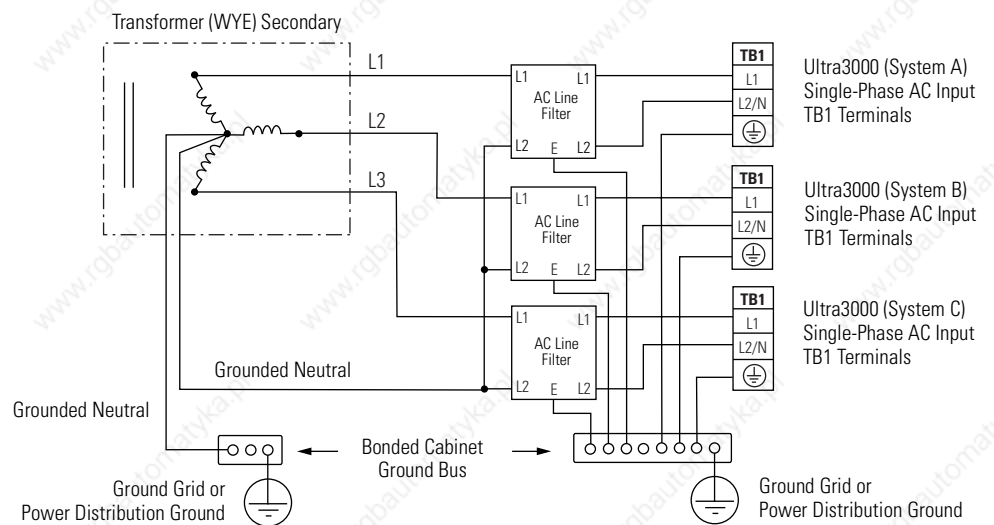 Transformer (WYE) Secondary
L1
L2
L3
L1
L1
AC Line
Filter
L2
E
L2
L1
L1
AC Line
Filter
L2
E
L2
L1
L1
AC Line
Filter
L2
E
L2
TB1
L1
L2/N
Ultra3000 (System A)
Single-Phase AC Input
TB1 Terminals
TB1
L1
L2/N
Ultra3000 (System B)
Single-Phase AC Input
TB1 Terminals
TB1
L1
L2/N
Ultra3000 (System C)
Single-Phase AC Input
TB1 Terminals
Grounded Neutral
Grounded Neutral
Bonded Cabinet
Ground Bus
Ground Grid or
Power Distribution Ground
Ground Grid or
Power Distribution Ground
www.rgbautomatyka.pl